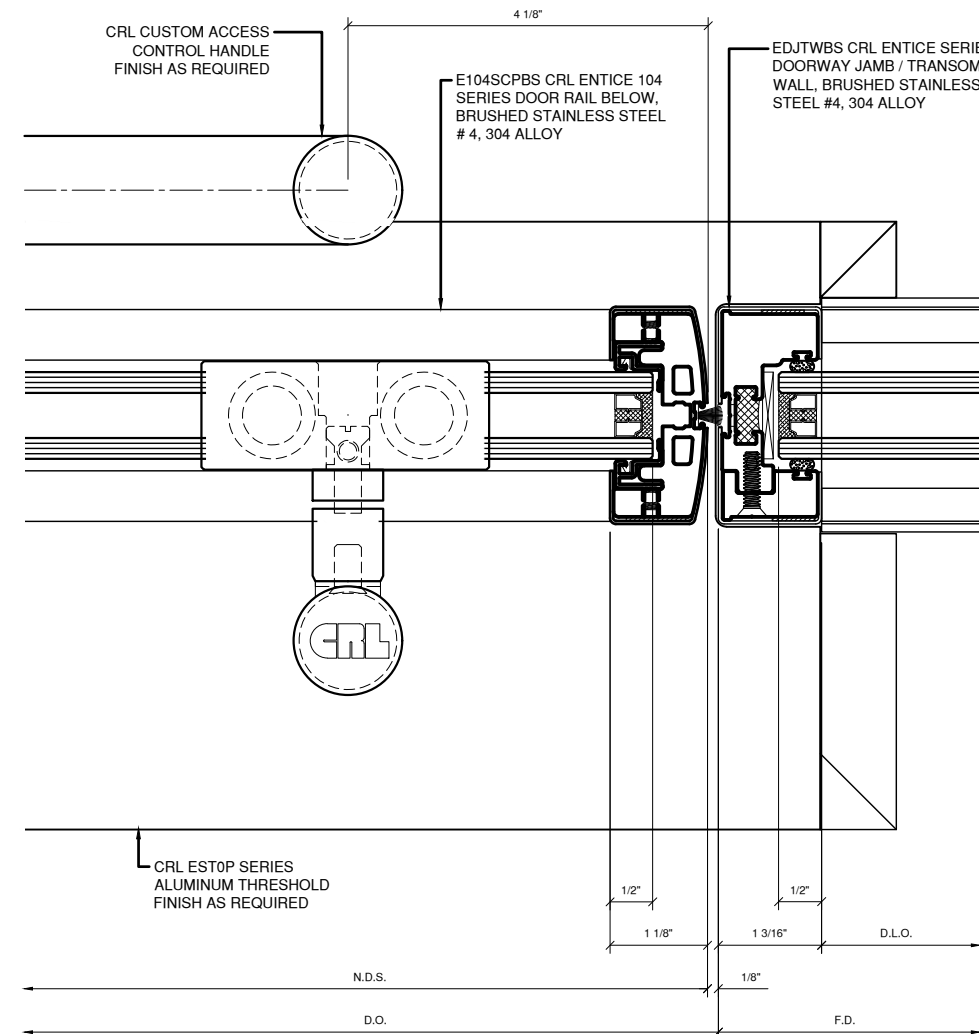 4 1/8"
CRL CUSTOM ACCESS
CONTROL HANDLE
FINISH AS REQUIRED
E104SCPBS CRL ENTICE 104
SERIES DOOR RAIL BELOW,
BRUSHED STAINLESS STEEL
# 4, 304 ALLOY
EDJTWBS CRL ENTICE SERIE
DOORWAY JAMB / TRANSOM
WALL, BRUSHED STAINLESS
STEEL #4, 304 ALLOY
CRL
CRL EST0P SERIES
ALUMINUM THRESHOLD
FINISH AS REQUIRED
1/2"
1/2"
1 1/8"
1 3/16"
D.L.O.
N.D.S.
1/8"
D.O.
F.D.